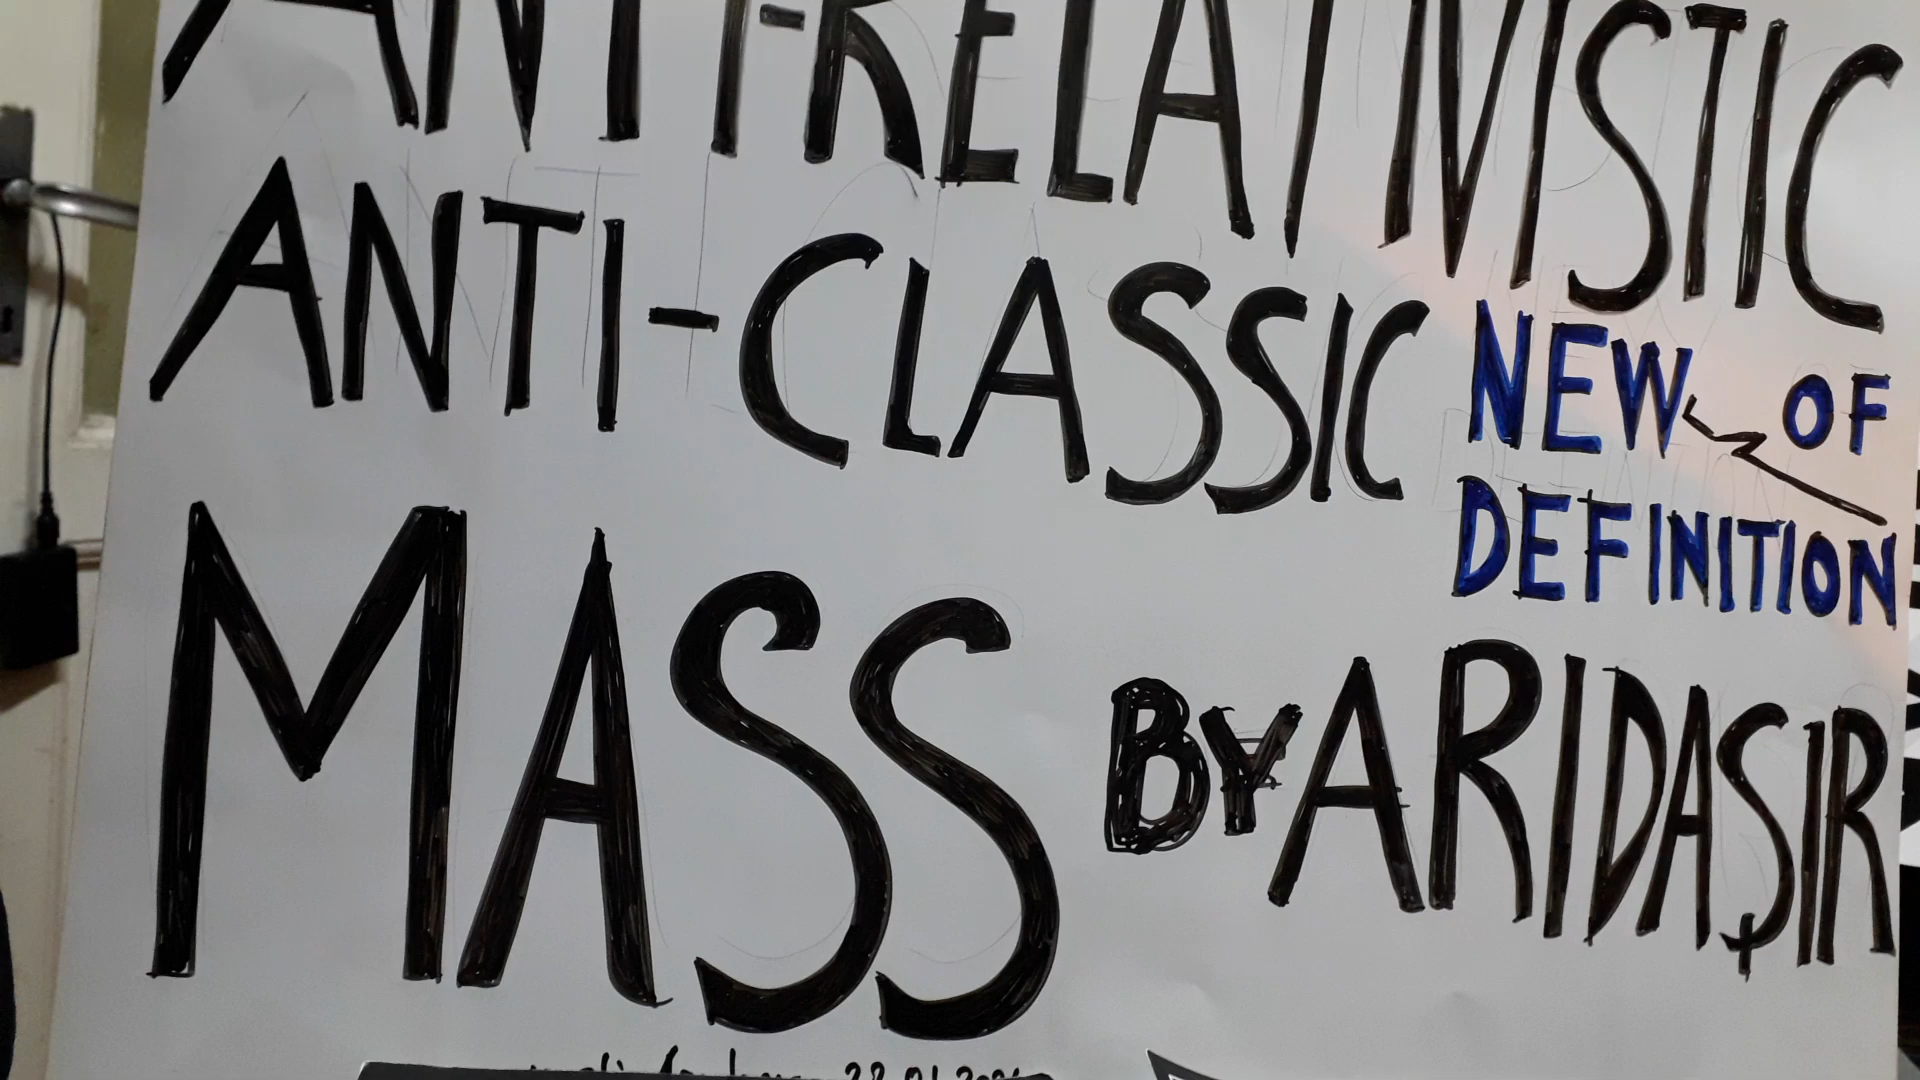 ANTI-RELATIVISTIC
ANTI-CLASSIC
NEW OF
DEFINITION
MASS
BY ARIDAŞIR